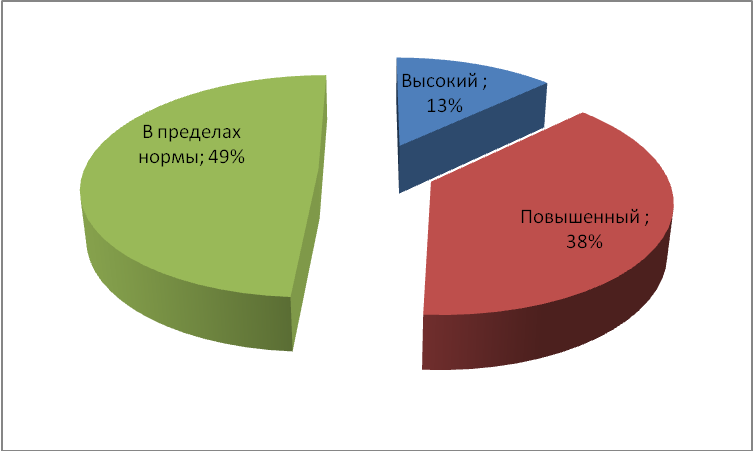 Высокий ;
13%
В пределах
нормы; 49%
Повышенный ;
38%